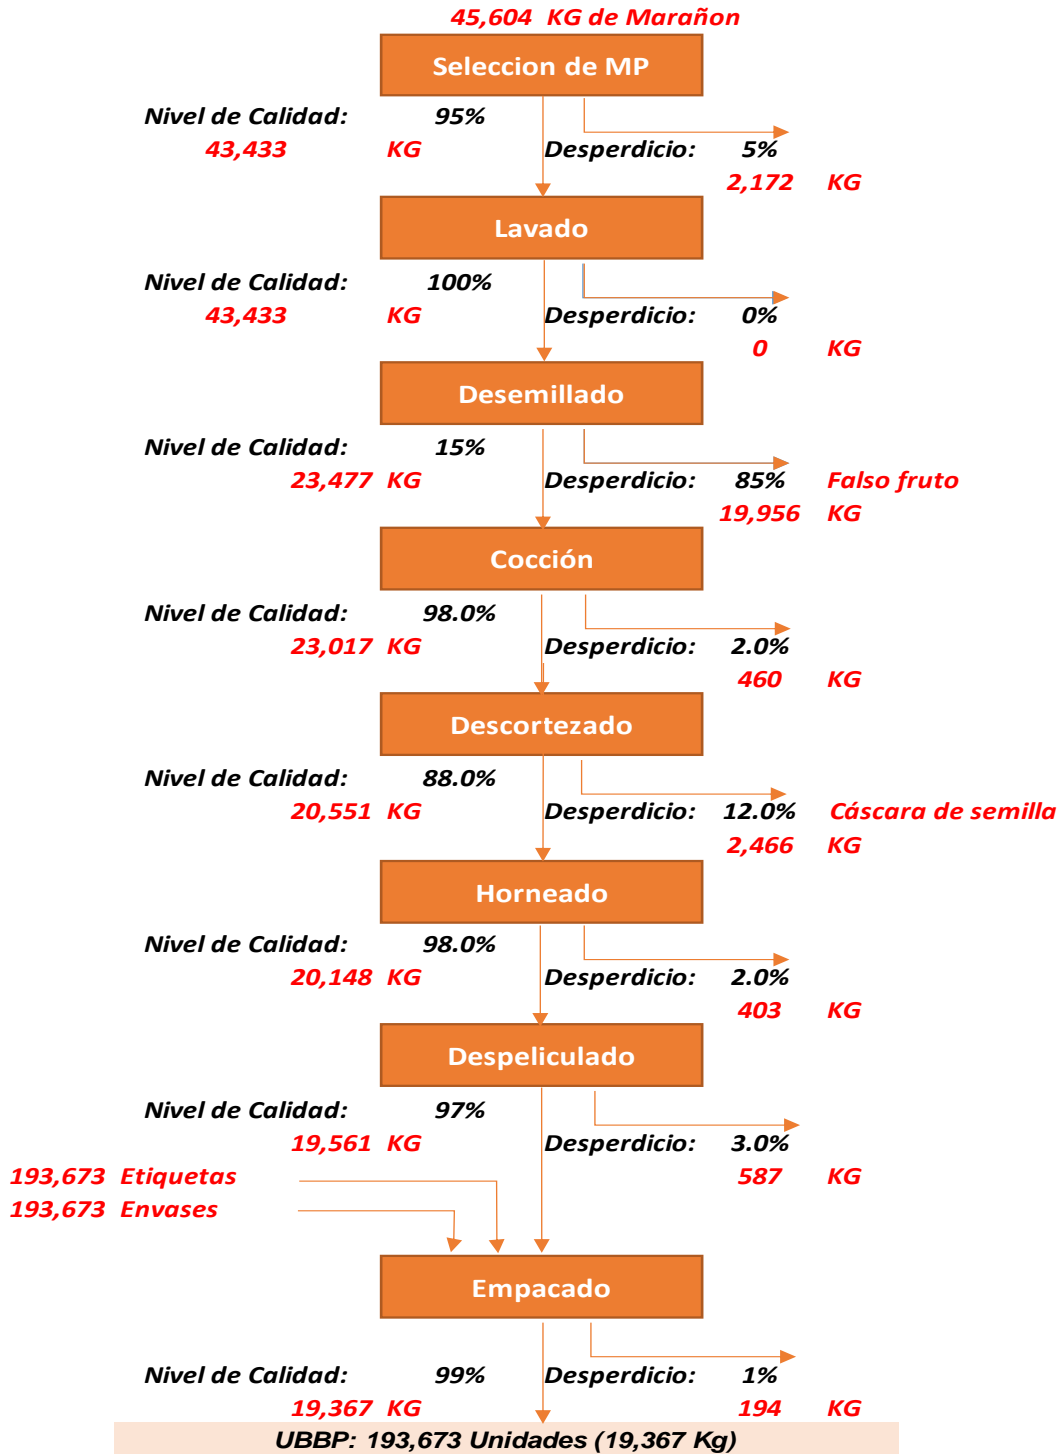 45,604 KG de Marañon
Seleccion de MP
Nivel de Calidad: 95%
43,433 KG Desperdicio: 5%
2,172 KG
Lavado
Nivel de Calidad: 100%
43,433 KG Desperdicio: 0%
0 KG
Desemillado
Nivel de Calidad: 15%
23,477 KG Desperdicio: 85% Falso fruto
19,956 KG
Cocción
Nivel de Calidad: 98.0%
23,017 KG Desperdicio: 2.0%
460 KG
Descortezado
Nivel de Calidad: 88.0%
20,551 KG Desperdicio: 12.0% Cáscara de semilla
2,466 KG
Horneado
Nivel de Calidad: 98.0%
20,148 KG Desperdicio: 2.0%
403 KG
Despeliculado
Nivel de Calidad: 97%
19,561 KG Desperdicio: 3.0%
193,673 Etiquetas 587 KG
193,673 Envases
Empacado
Nivel de Calidad: 99% Desperdicio: 1%
19,367 KG 194 KG
UBBP: 193,673 Unidades (19,367 Kg)